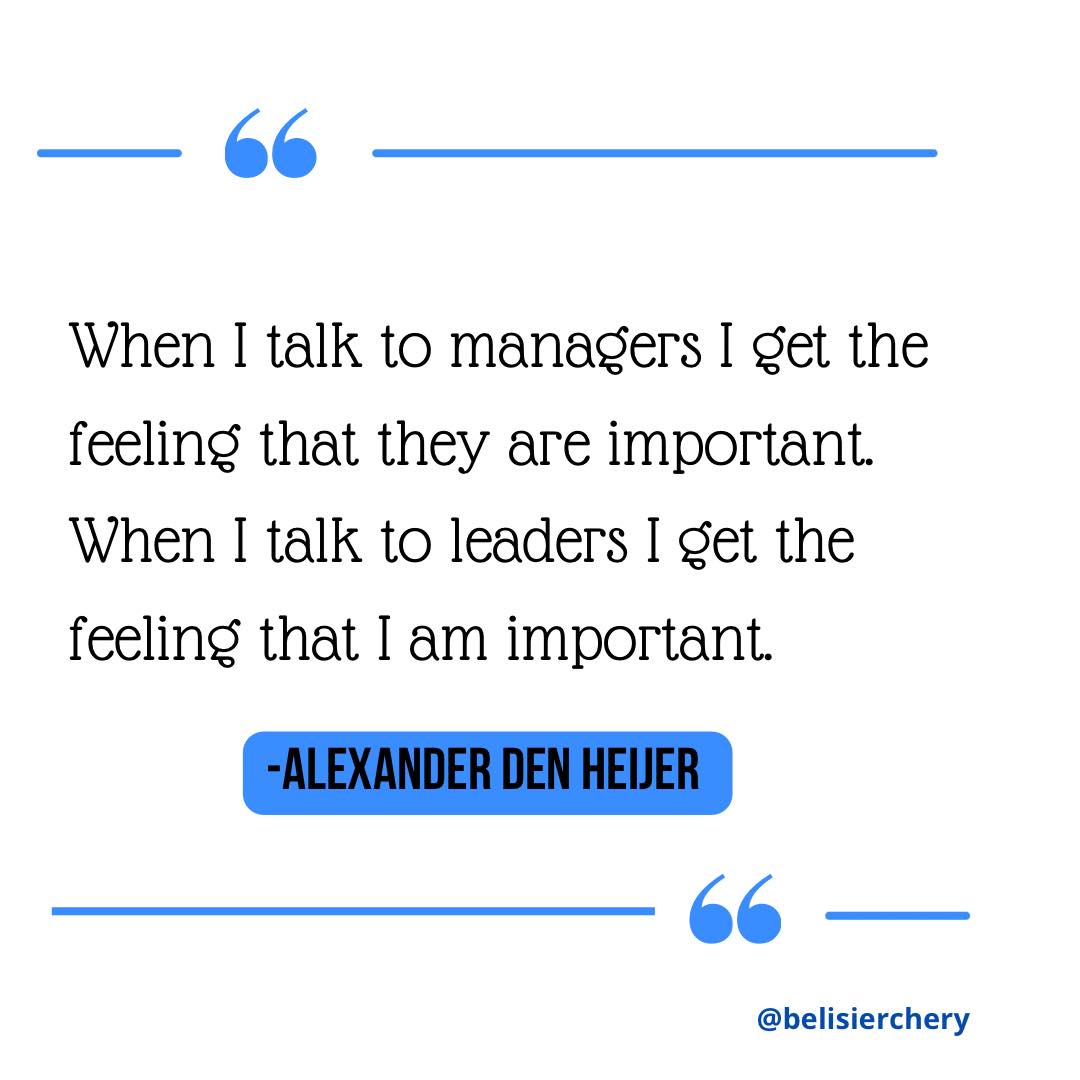 “
When I talk to managers I get the
feeling that they are important.
When I talk to leaders I get the
feeling that I am important.
-ALEXANDER DEN HEIJER
“
@belisierchery